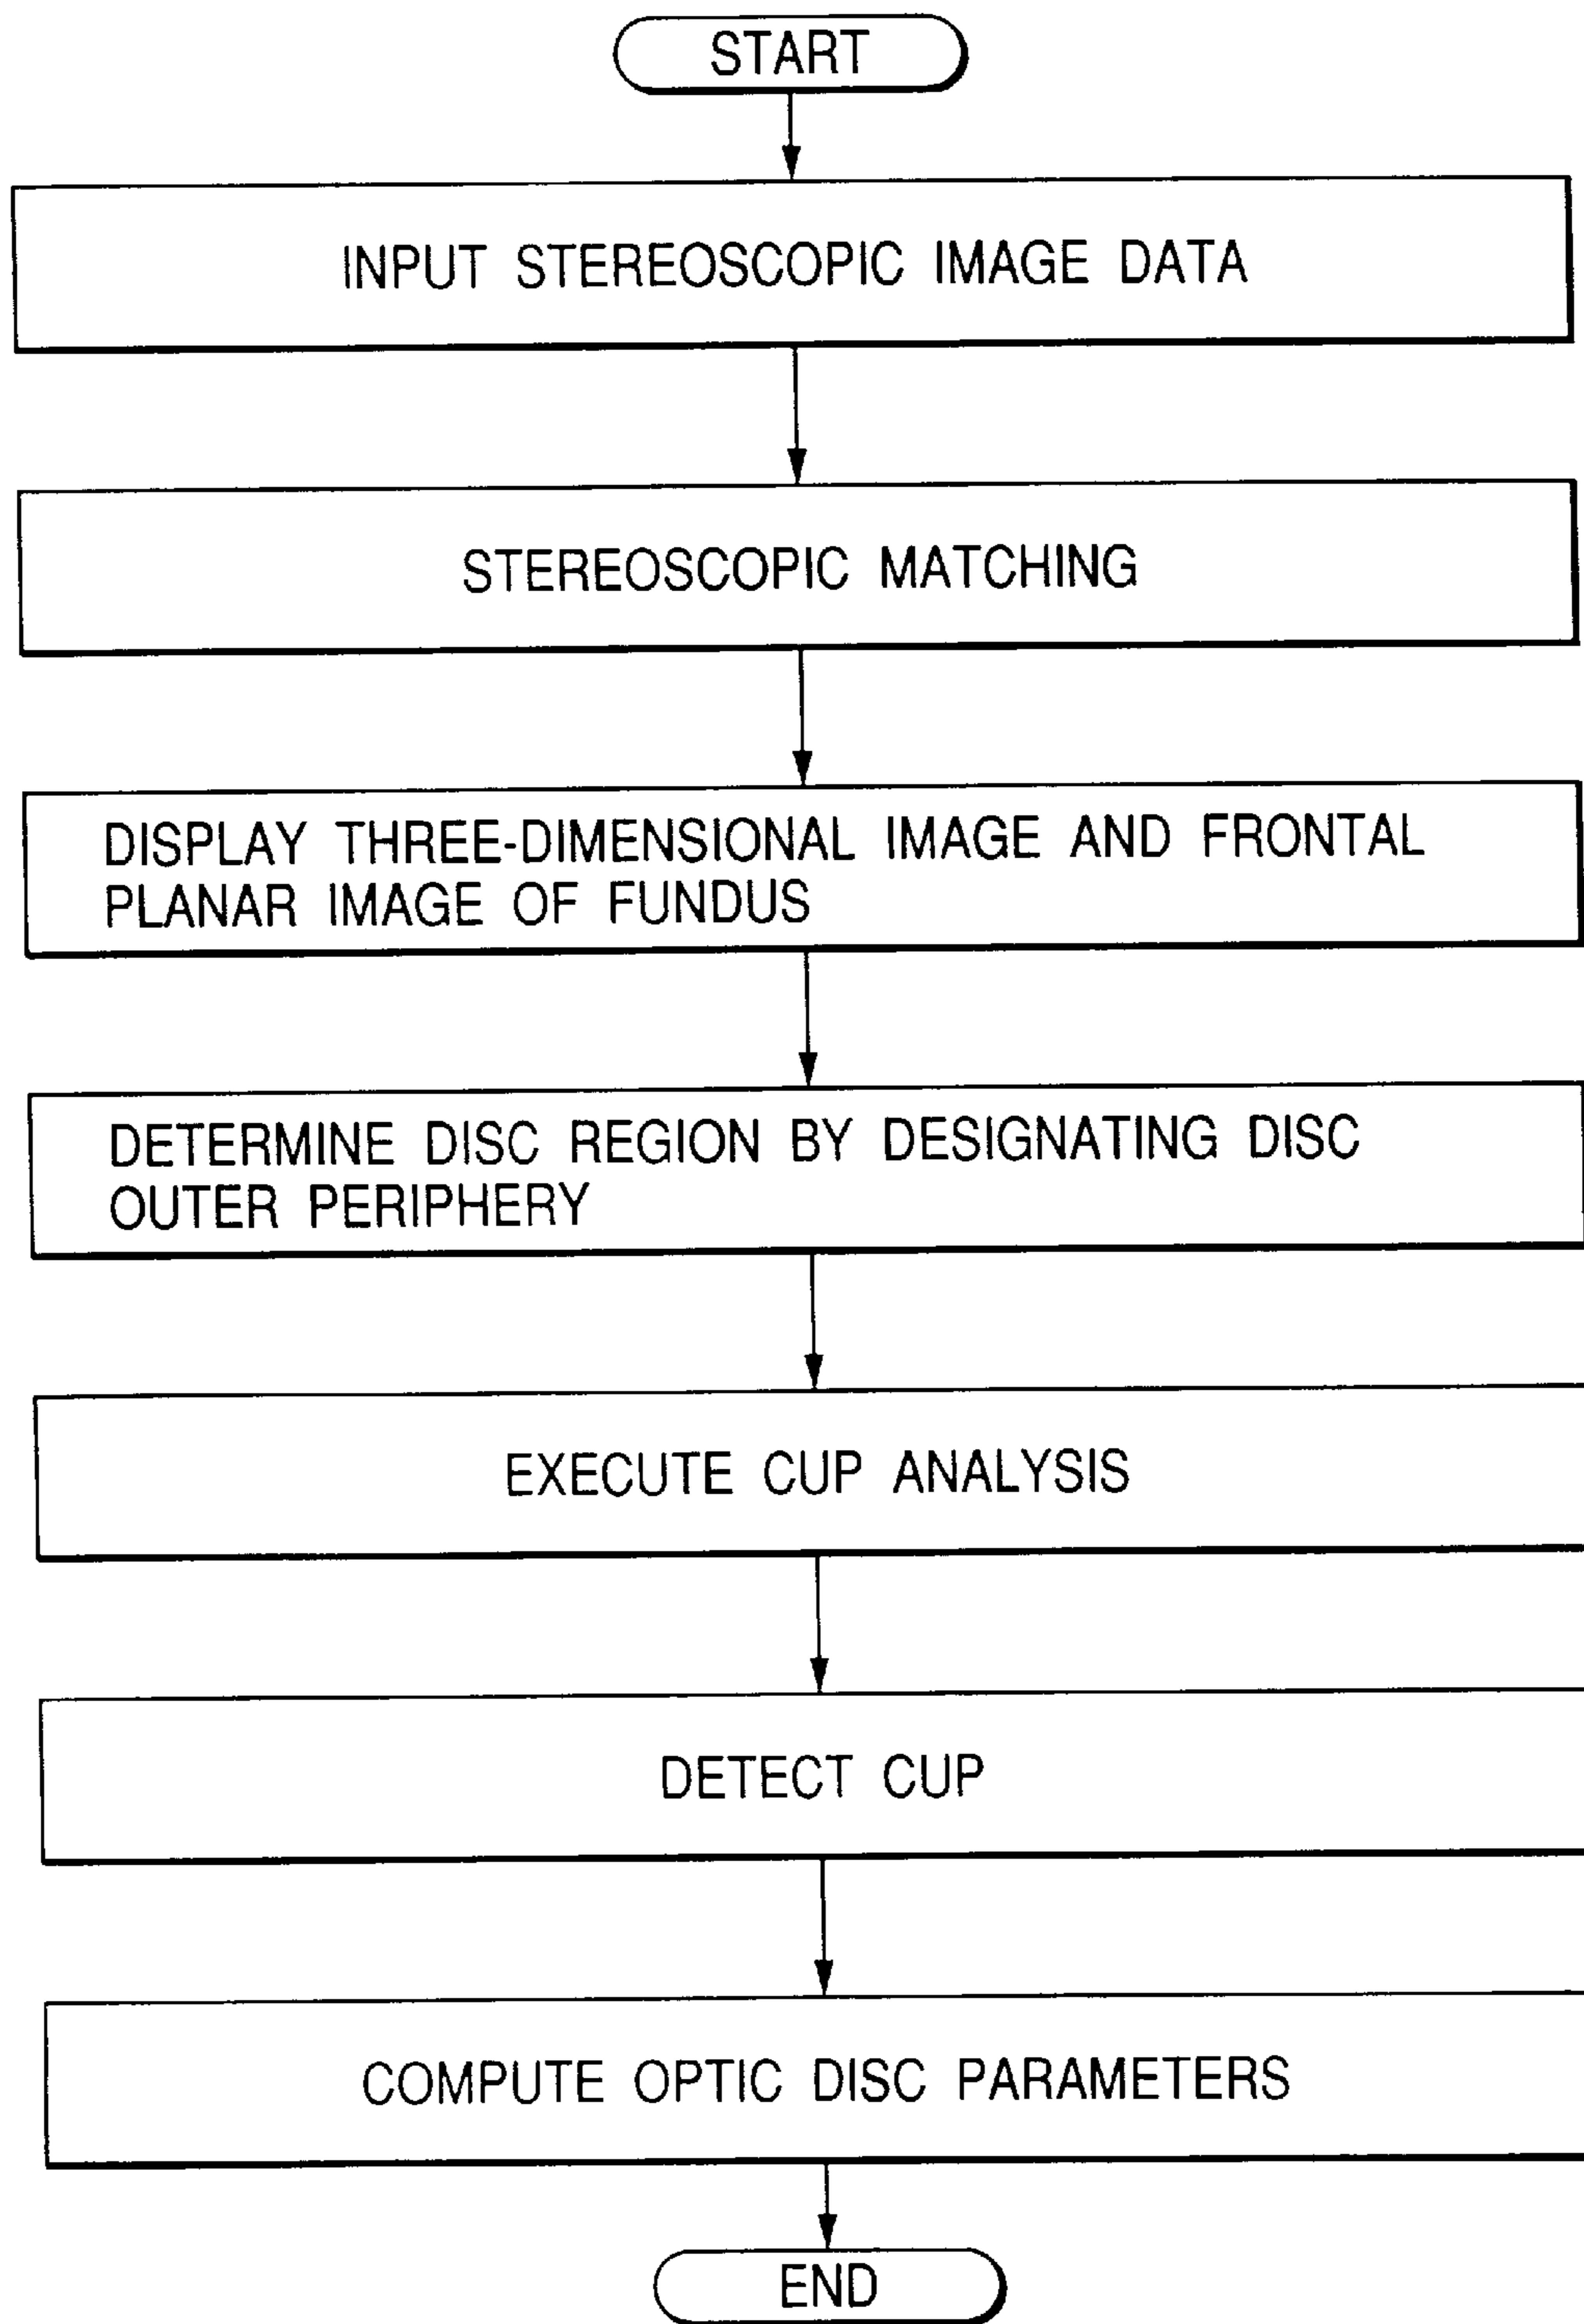 START
INPUT STEREOSCOPIC IMAGE DATA
STEREOSCOPIC MATCHING
DISPLAY THREE-DIMENSIONAL IMAGE AND FRONTAL
PLANAR IMAGE OF FUNDUS
DETERMINE DISC REGION BY DESIGNATING DISC
OUTER PERIPHERY
EXECUTE CUP ANALYSIS
DETECT CUP
COMPUTE OPTIC DISC PARAMETERS
END